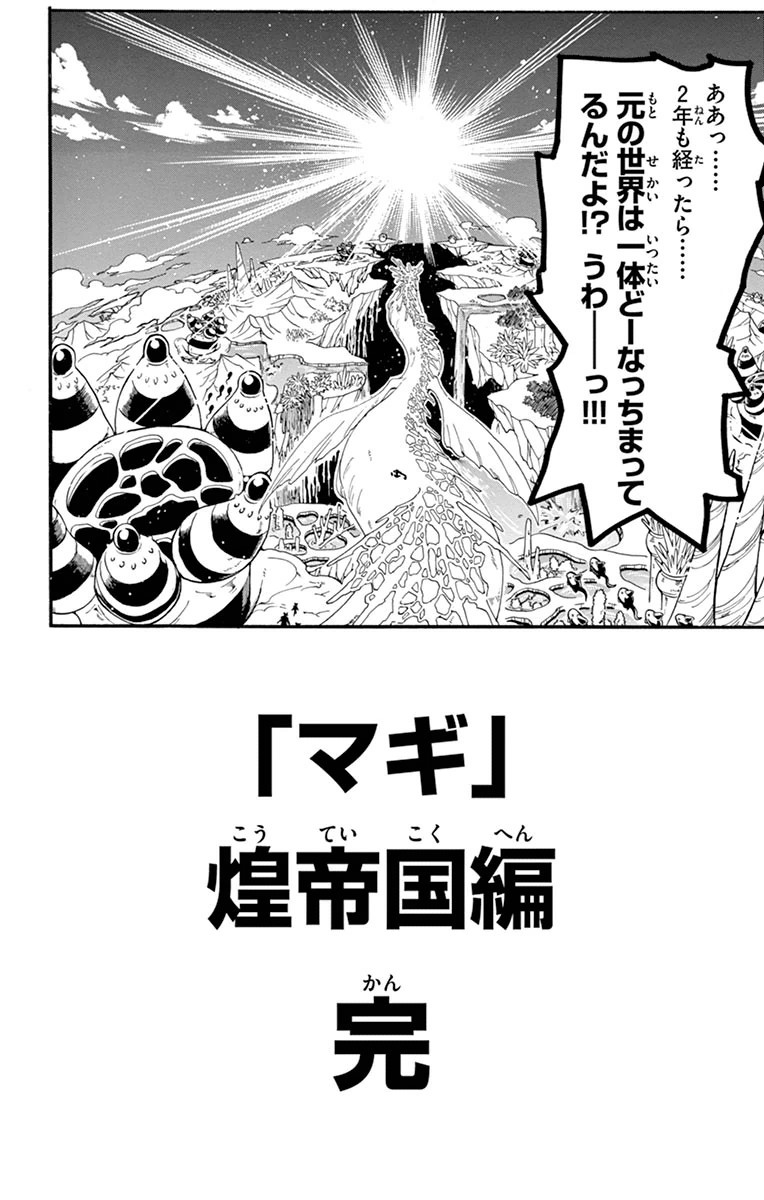 ああっ……
2年も経ったら……
元の世界は一体どーなっちまって
るんだよ!? うわ――っ!!!
「マギ」
煌帝国編
完